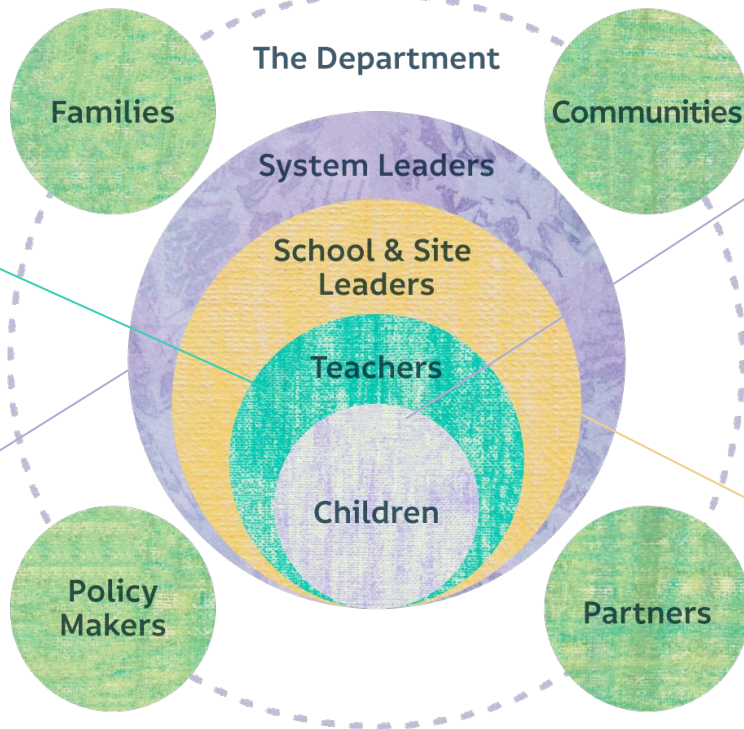 The Department
Families
Communities
System Leaders
School & Site
Leaders
Teachers
Children
Policy
Makers
Partners